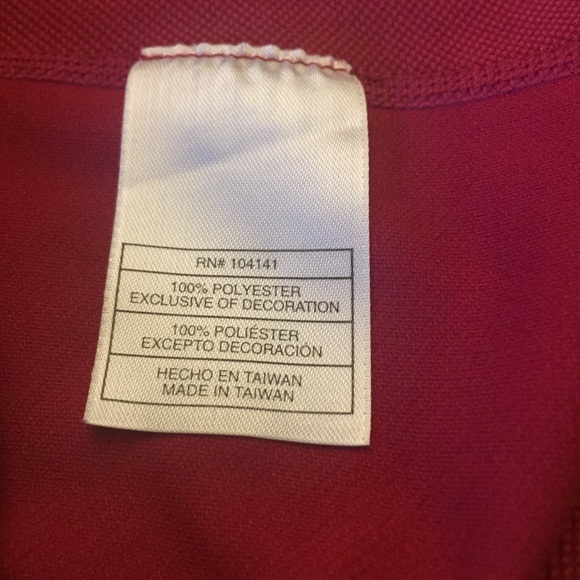 RN# 104141
100% POLYESTER
EXCLUSIVE OF DECORATION
100% POLIÉSTER
EXCEPTO DECORACIÓN
HECHO EN TAIWAN
MADE IN TAIWAN